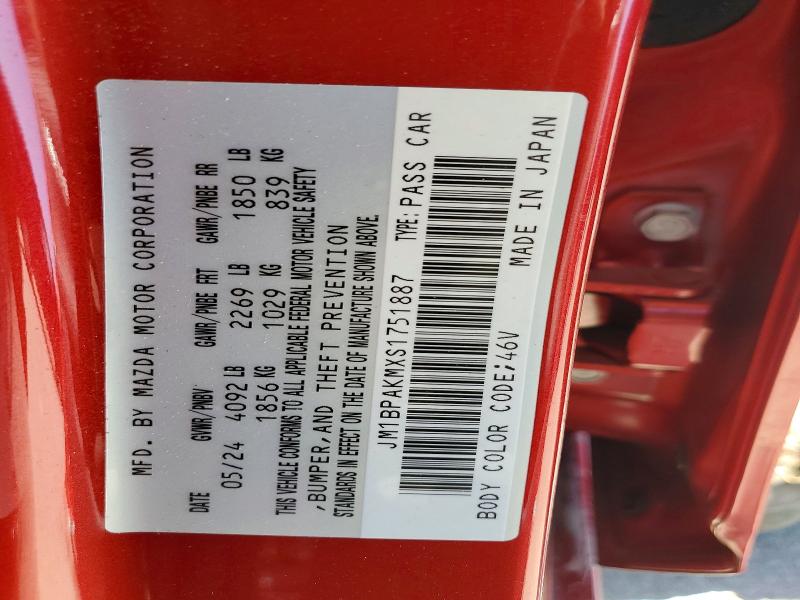 MFD. BY MAZDA MOTOR CORPORATION
DATE GVWR/PNBV GAWR/PNBE FRT GAWR/PNBE RR
05/24 4092 LB 2269 LB 1850 LB
1856 KG 1029 KG 839 KG
THIS VEHICLE CONFORMS TO ALL APPLICABLE FEDERAL MOTOR VEHICLE SAFETY
,BUMPER,AND THEFT PREVENTION
STANDARDS IN EFFECT ON THE DATE OF MANUFACTURE SHOWN ABOVE.
JM1BPAKMXS1751887 TYPE:PASS CAR
BODY COLOR CODE;46V MADE IN JAPAN